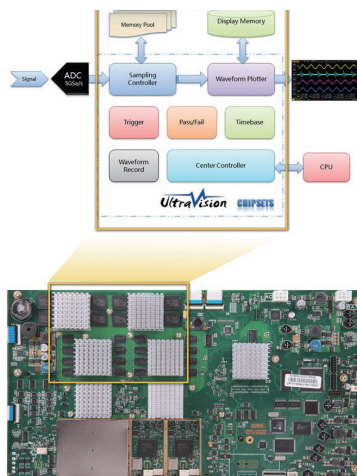 Memory Pool
Display Memory
Signal
ADC
5GSa/s
Sampling
Controller
Waveform Plotter
Trigger
Pass/Fail
Timebase
Waveform
Record
Center Controller
CPU
UltraVision CHIPSETS